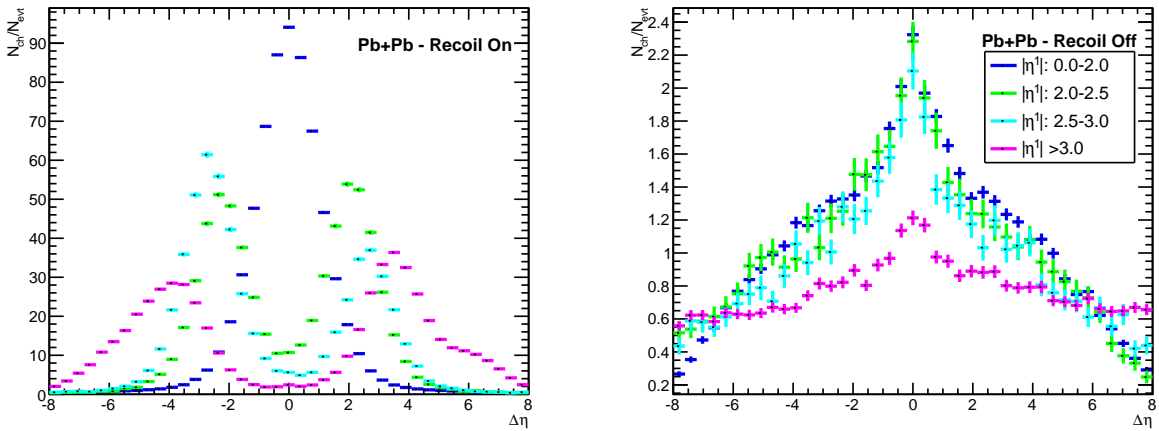 N_ch/N_evt
Pb+Pb - Recoil On
90
80
70
60
50
40
30
20
10
0
-8 -6 -4 -2 0 2 4 6 8
Δη
N_ch/N_evt
Pb+Pb - Recoil Off
|η¹|: 0.0-2.0
|η¹|: 2.0-2.5
|η¹|: 2.5-3.0
|η¹| >3.0
2.4
2.2
2
1.8
1.6
1.4
1.2
1
0.8
0.6
0.4
0.2
-8 -6 -4 -2 0 2 4 6 8
Δη